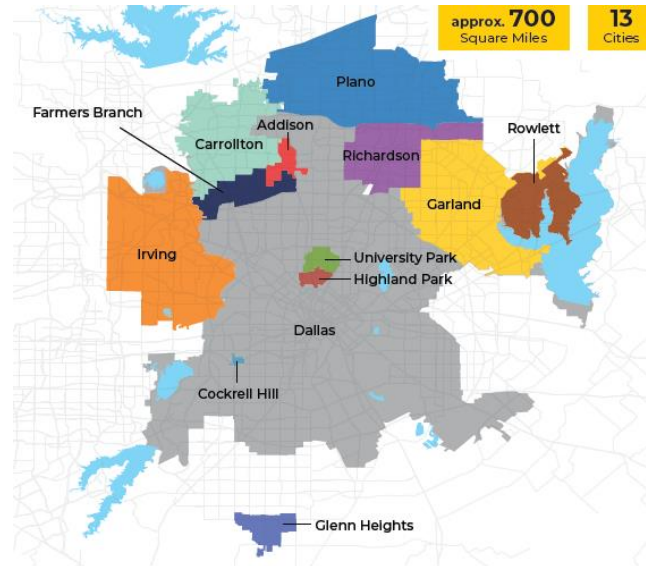 approx. 700
Square Miles
13
Cities
Plano
Farmers Branch
Addison
Carrollton
Richardson
Rowlett
Garland
Irving
University Park
Highland Park
Dallas
Cockrell Hill
Glenn Heights